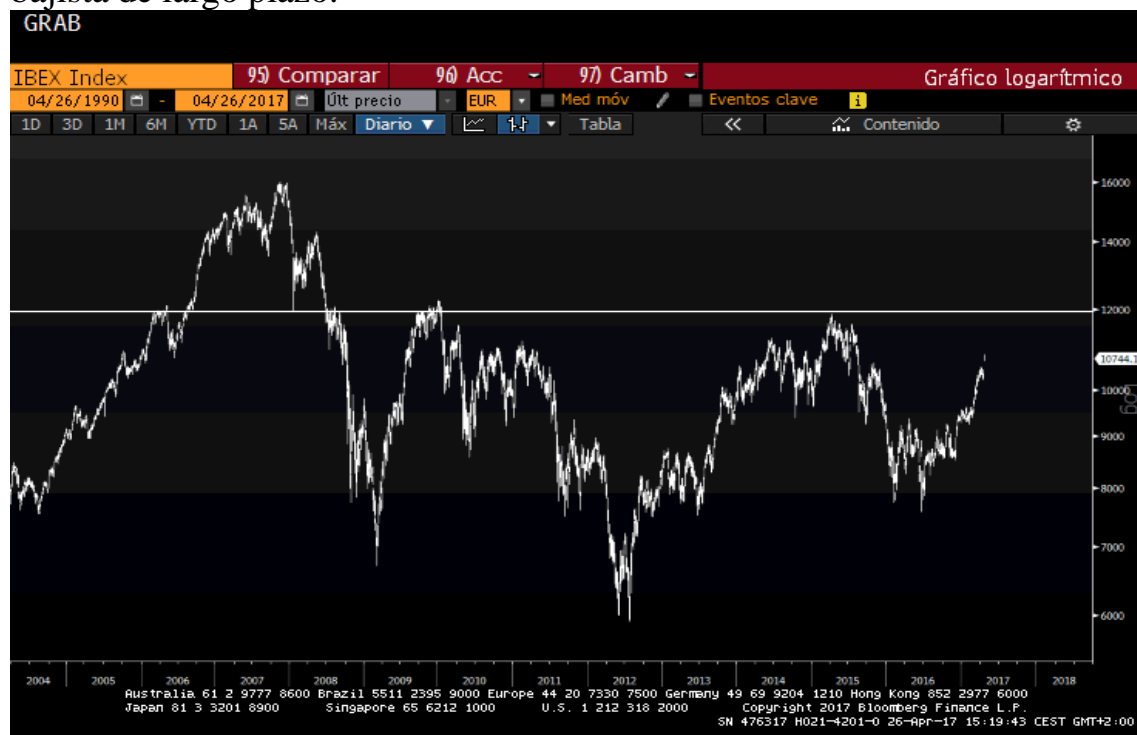 bajista de largo plazo.
GRAB
IBEX Index 95) Comparar 96) Acc 97) Camb Gráfico logarítmico
04/26/1990 - 04/26/2017 Últ precio EUR Med móv Eventos clave i
1D 3D 1M 6M YTD 1A 5A Máx Diario ▼ Tabla << Contenido
16000
14000
12000
10744.1
10000
Log
9000
8000
7000
6000
2004 2005 2006 2007 2008 2009 2010 2011 2012 2013 2014 2015 2016 2017 2018
Australia 61 2 9777 8600 Brazil 5511 2395 9000 Europe 44 20 7330 7500 Germany 49 69 9204 1210 Hong Kong 852 2977 6000
Japan 81 3 3201 8900 Singapore 65 6212 1000 U.S. 1 212 318 2000 Copyright 2017 Bloomberg Finance L.P.
SN 476317 H021-4201-0 26-Apr-17 15:19:43 CEST GMT+2:00